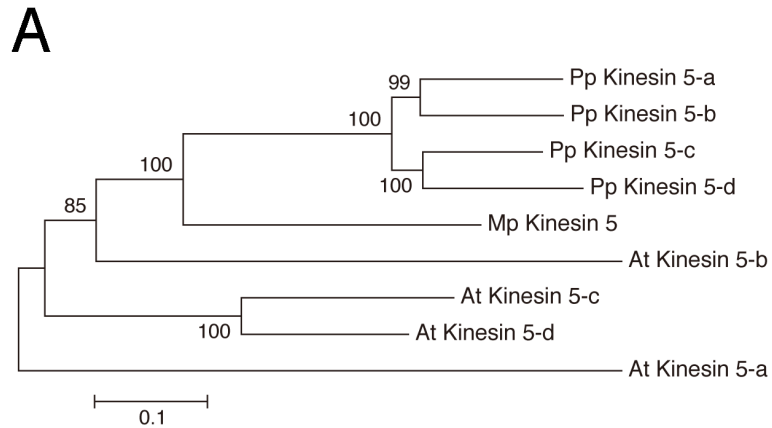 A
99
Pp Kinesin 5-a
Pp Kinesin 5-b
100
Pp Kinesin 5-c
100
Pp Kinesin 5-d
100
Mp Kinesin 5
85
At Kinesin 5-b
At Kinesin 5-c
100
At Kinesin 5-d
At Kinesin 5-a
0.1